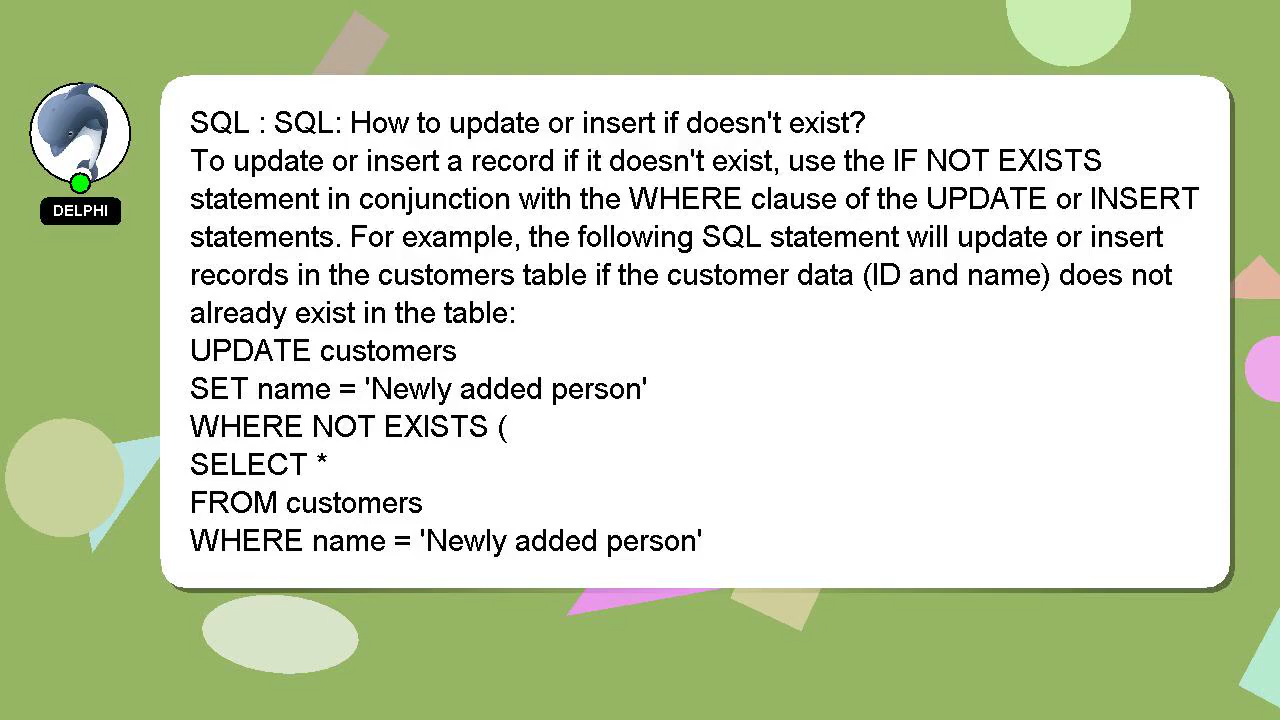 DELPHI
SQL : SQL: How to update or insert if doesn't exist?
To update or insert a record if it doesn't exist, use the IF NOT EXISTS
statement in conjunction with the WHERE clause of the UPDATE or INSERT
statements. For example, the following SQL statement will update or insert
records in the customers table if the customer data (ID and name) does not
already exist in the table:
UPDATE customers
SET name = 'Newly added person'
WHERE NOT EXISTS (
SELECT *
FROM customers
WHERE name = 'Newly added person'